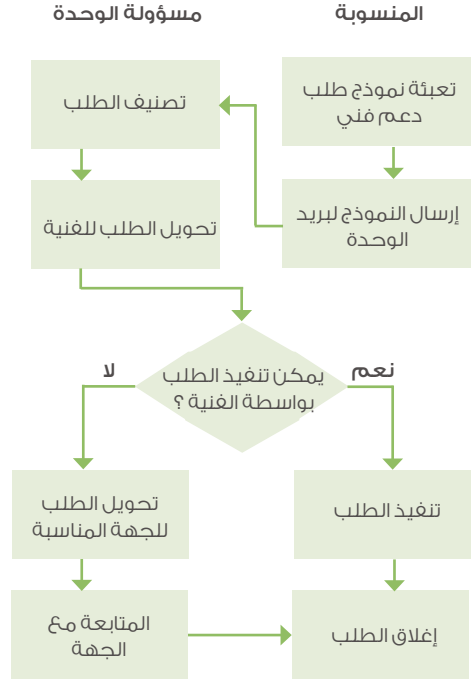 المنسوبة
مسؤولة الوحدة
تعبئة نموذج طلب
دعم فني
تصنيف الطلب
إرسال النموذج لبريد
الوحدة
تحويل الطلب للفنية
يمكن تنفيذ الطلب
بواسطة الفنية ؟
نعم
لا
تنفيذ الطلب
تحويل الطلب
للجهة المناسبة
إغلاق الطلب
المتابعة مع
الجهة